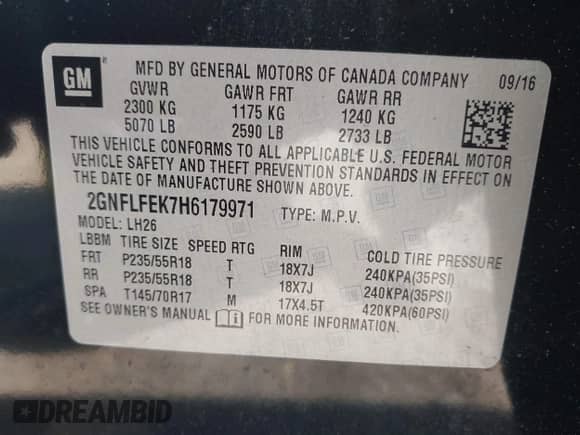 GM
MFD BY GENERAL MOTORS OF CANADA COMPANY 09/16
GVWR GAWR FRT GAWR RR
2300 KG 1175 KG 1240 KG
5070 LB 2590 LB 2733 LB
THIS VEHICLE CONFORMS TO ALL APPLICABLE U.S. FEDERAL MOTOR
VEHICLE SAFETY AND THEFT PREVENTION STANDARDS IN EFFECT ON
THE DATE OF MANUFACTURE SHOWN ABOVE.
2GNFLFEK7H6179971 TYPE: M.P.V.
MODEL: LH26
LBBM TIRE SIZE SPEED RTG RIM COLD TIRE PRESSURE
FRT P235/55R18 T 18X7J 240KPA(35PSI)
RR P235/55R18 T 18X7J 240KPA(35PSI)
SPA T145/70R17 M 17X4.5T 420KPA(60PSI)
SEE OWNER'S MANUAL FOR MORE INFORMATION.
DREAMBID